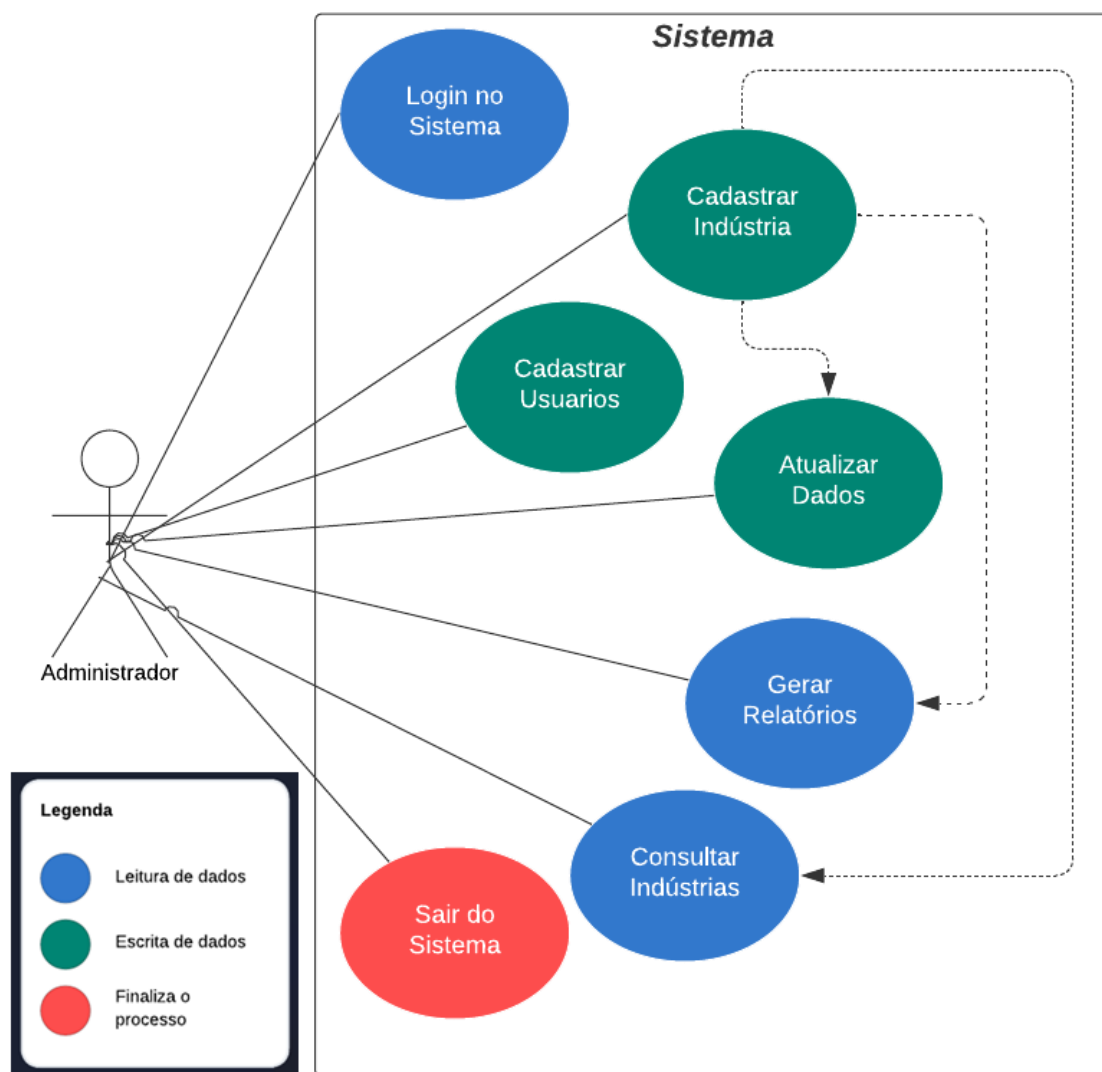 Sistema
Login no
Sistema
Cadastrar
Indústria
Cadastrar
Usuarios
Atualizar
Dados
Administrador
Gerar
Relatórios
Consultar
Indústrias
Sair do
Sistema
Legenda
Leitura de dados
Escrita de dados
Finaliza o
processo